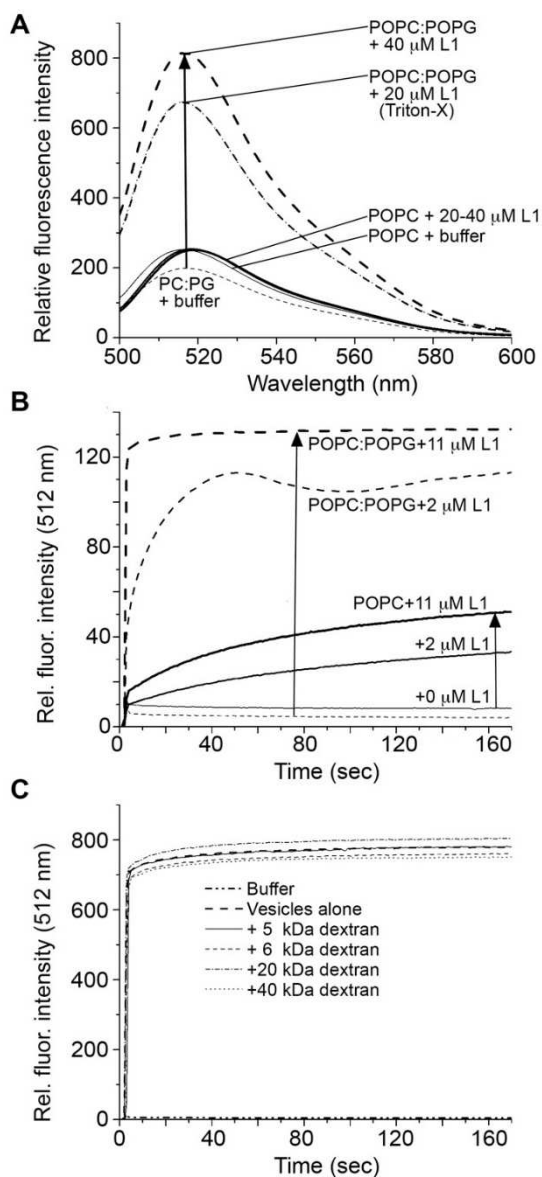 A
Relative fluorescence intensity
800
600
400
200
0
POPC:POPG
+ 40 μM L1
POPC:POPG
+ 20 μM L1
(Triton-X)
POPC + 20-40 μM L1
POPC + buffer
PC:PG
+ buffer
500 520 540 560 580 600
Wavelength (nm)
B
Rel. fluor. intensity (512 nm)
120
80
40
0
POPC:POPG+11 μM L1
POPC:POPG+2 μM L1
POPC+11 μM L1
+2 μM L1
+0 μM L1
0 40 80 120 160
Time (sec)
C
Rel. fluor. intensity (512 nm)
800
600
400
200
0
Buffer
Vesicles alone
+ 5 kDa dextran
+ 6 kDa dextran
+20 kDa dextran
+40 kDa dextran
0 40 80 120 160
Time (sec)